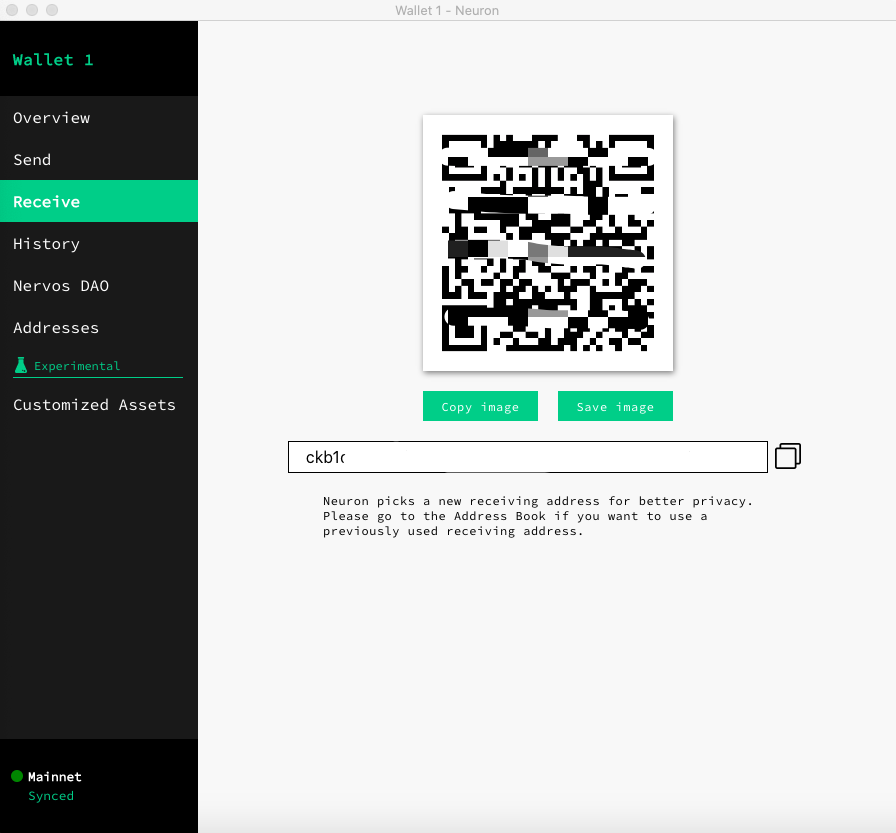 Wallet 1 - Neuron
Wallet 1
Overview
Send
Receive
History
Nervos DAO
Addresses
Experimental
Customized Assets
Copy image
Save image
ckb1
Neuron picks a new receiving address for better privacy.
Please go to the Address Book if you want to use a
previously used receiving address.
Mainnet
Synced